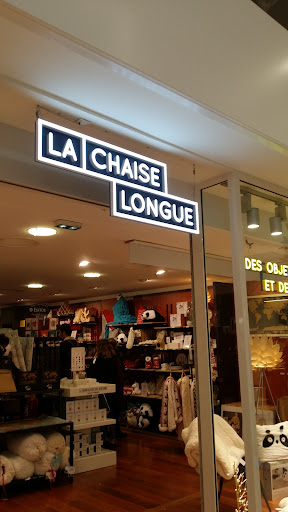 LA CHAISE
LONGUE
DES OBJE
ET DE